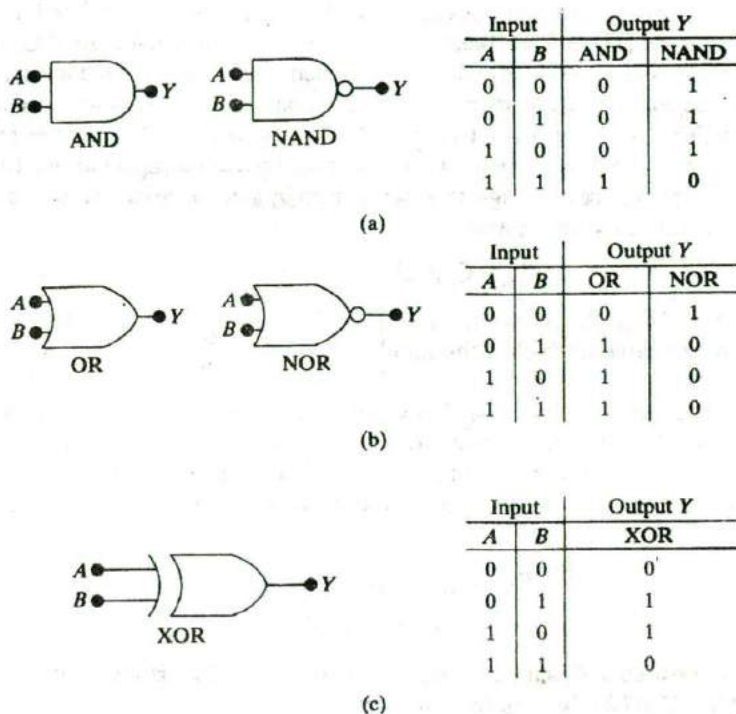 Input Output Y
A B AND NAND
0 0 0 1
0 1 0 1
1 0 0 1
1 1 1 0
A B Y AND
A B Y NAND
(a)
Input Output Y
A B OR NOR
0 0 0 1
0 1 1 0
1 0 1 0
1 1 1 0
A B Y OR
A B Y NOR
(b)
Input Output Y
A B XOR
0 0 0
0 1 1
1 0 1
1 1 0
A B Y XOR
(c)